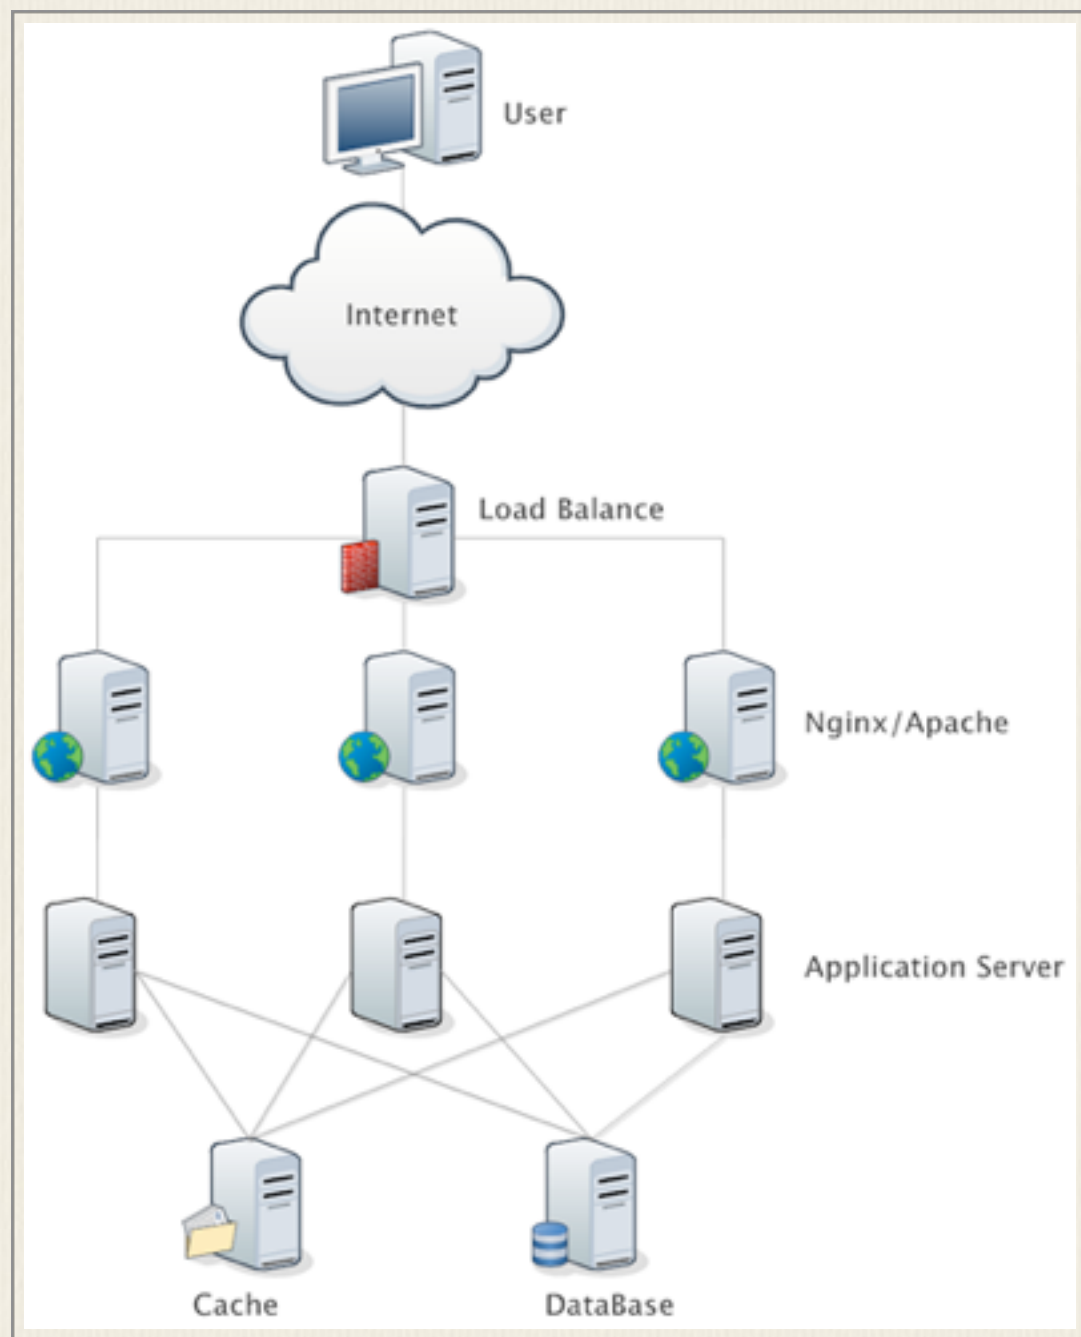 User
Internet
Load Balance
Nginx/Apache
Application Server
Cache
DataBase